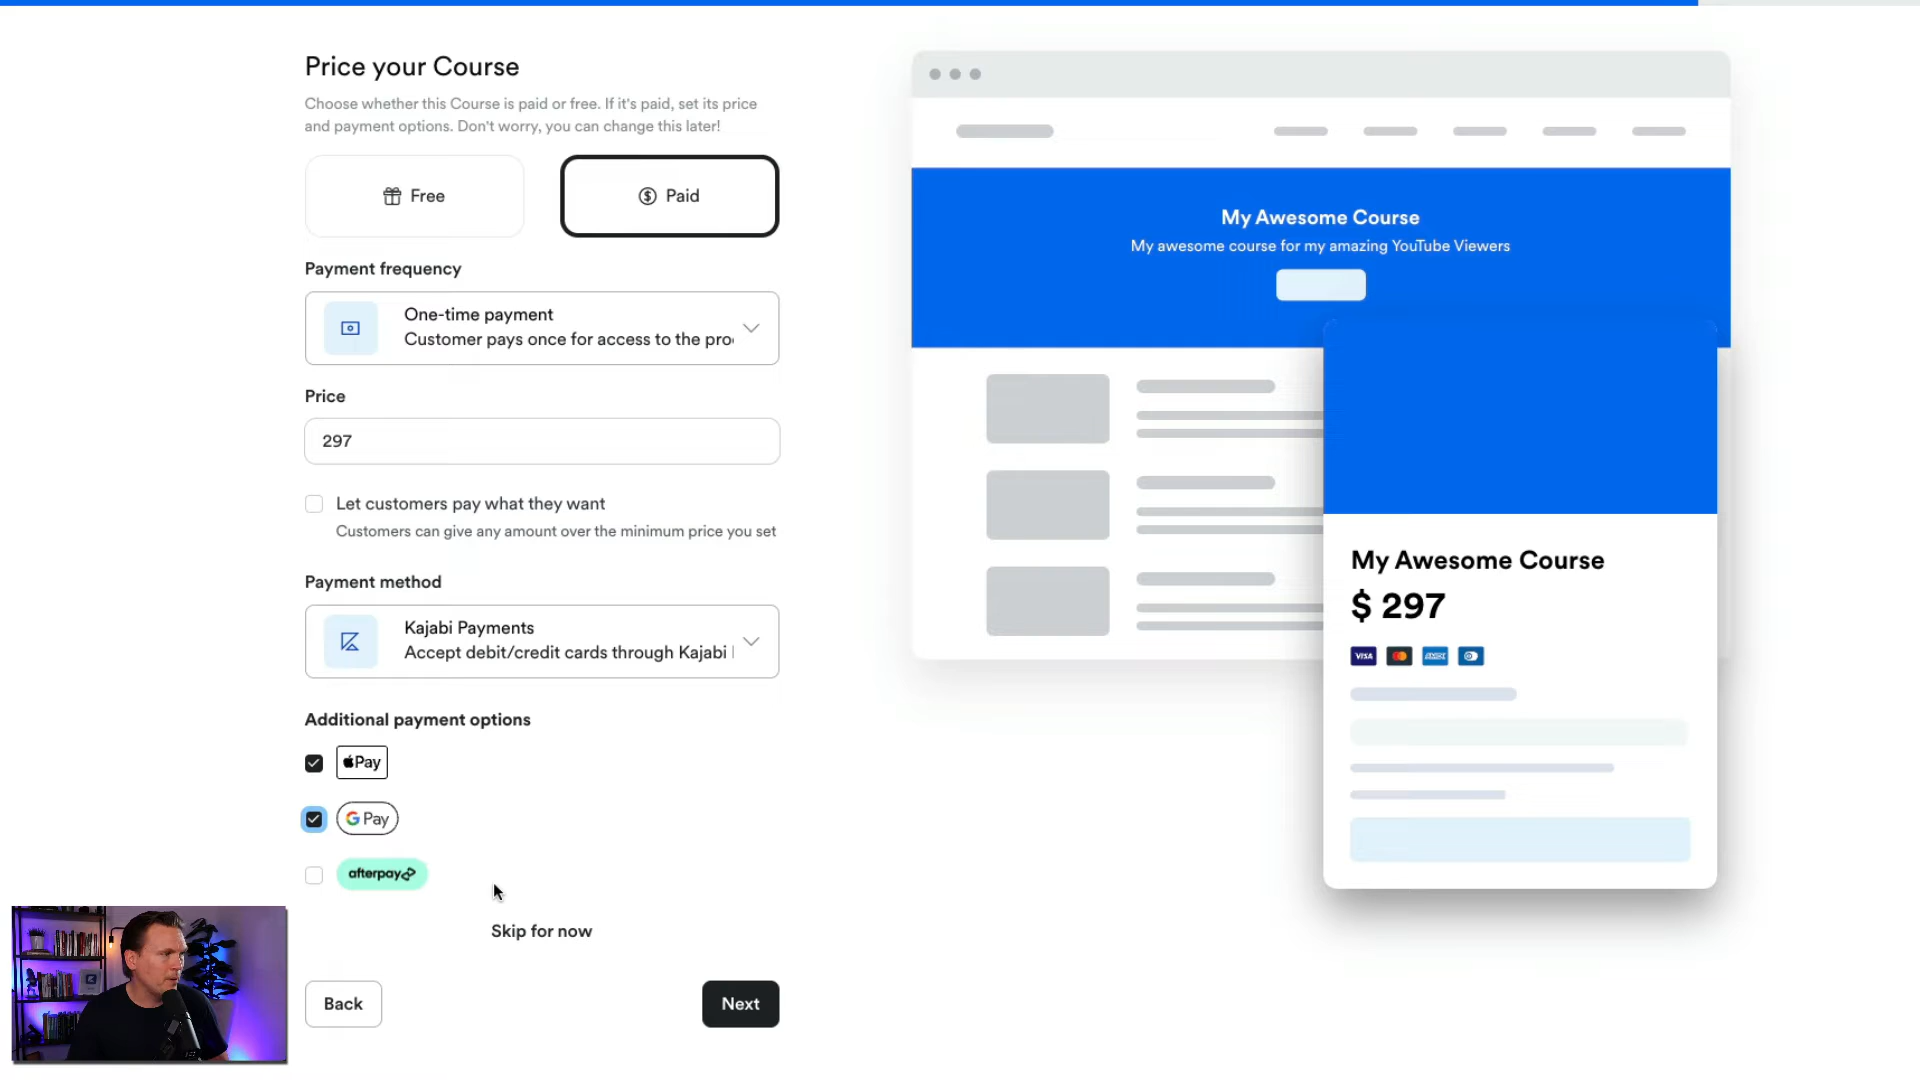 Price your Course
Choose whether this Course is paid or free. If it's paid, set its price
and payment options. Don't worry, you can change this later!
Free
Paid
Payment frequency
One-time payment
Customer pays once for access to the pro
Price
297
Let customers pay what they want
Customers can give any amount over the minimum price you set
Payment method
Kajabi Payments
Accept debit/credit cards through Kajabi
Additional payment options
Pay
G Pay
afterpay
Skip for now
Back
Next
My Awesome Course
My awesome course for my amazing YouTube Viewers
My Awesome Course
$ 297
VISA